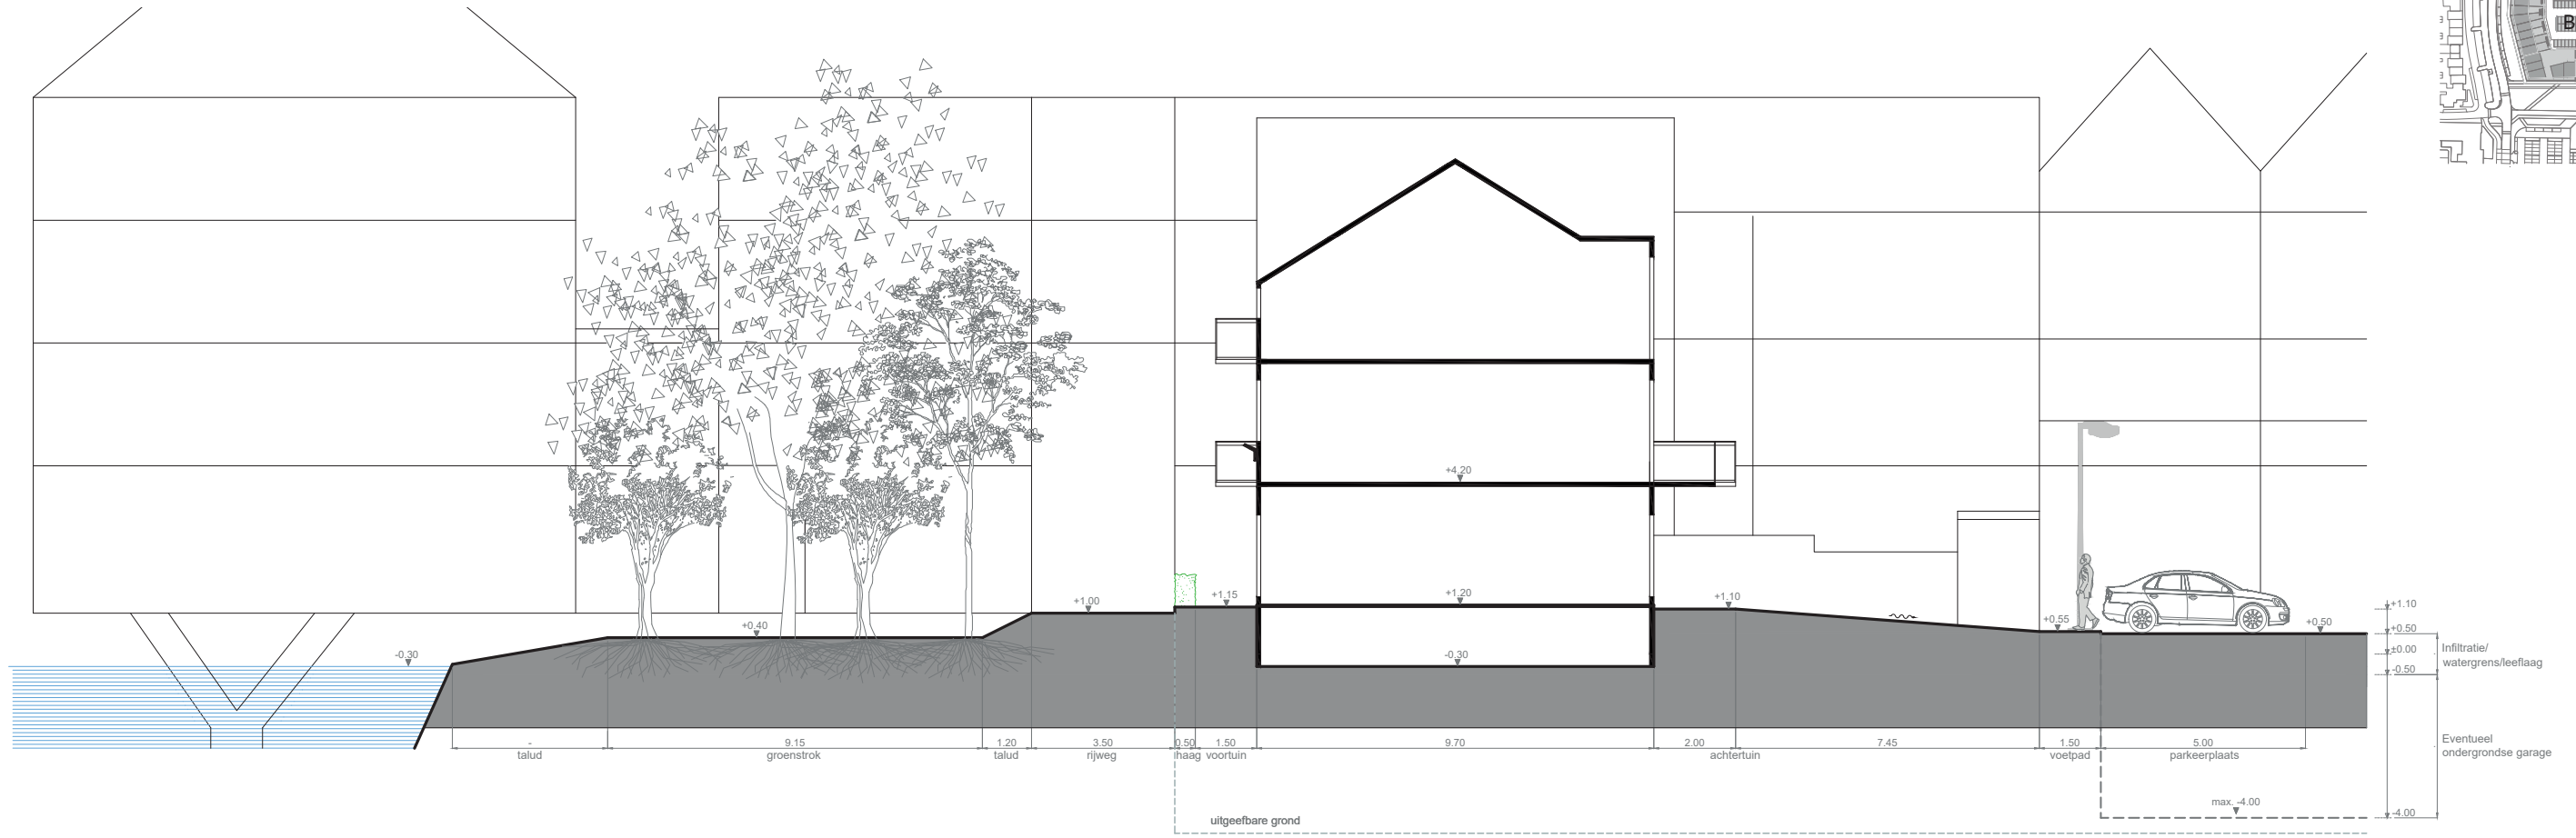 B
+4.20
+1.20
+1.15
+1.00
+1.10
+0.40
+0.55
+0.50
-0.30
-0.30
+1.10
+0.50
±0.00
-0.50
Infiltratie/
watergrens/leeflaag
- 9.15 1.20 3.50 0.50 1.50 9.70 2.00 7.45 1.50 5.00
talud groenstrok talud rijweg haag voortuin achtertuin voetpad parkeerplaats
Eventueel
ondergrondse garage
max. -4.00
-4.00
uitgeefbare grond